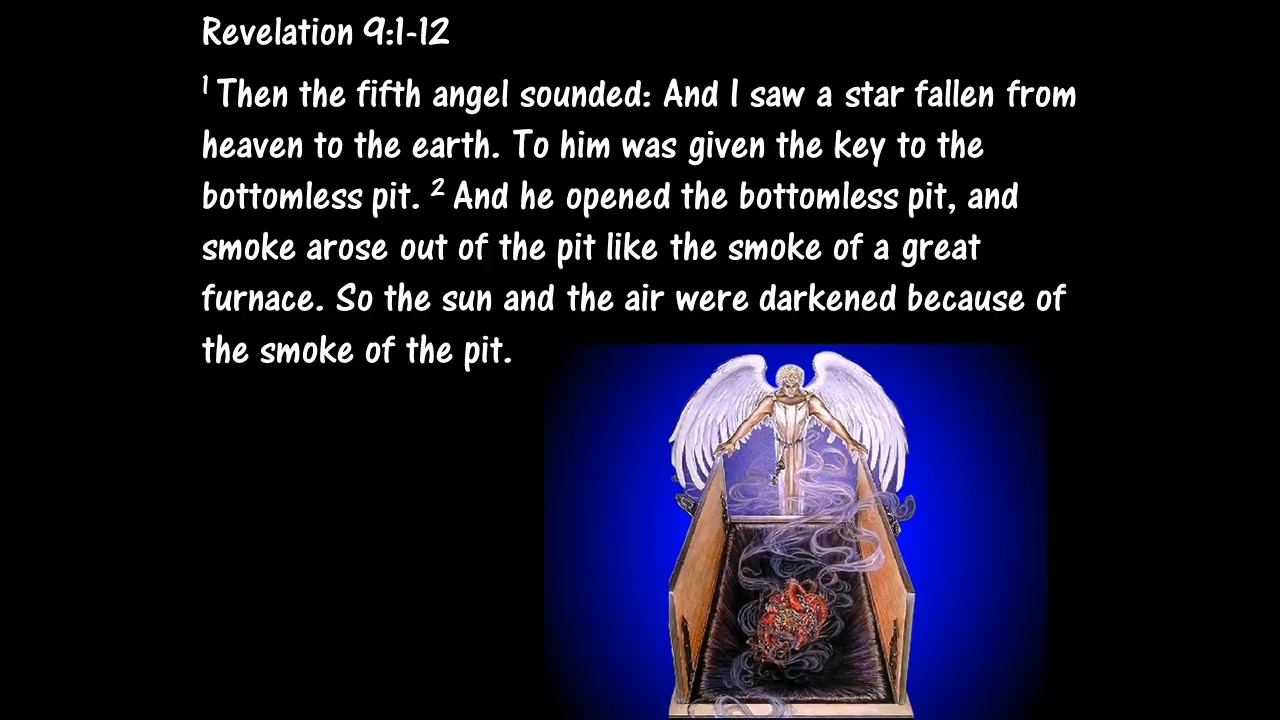 Revelation 9:1-12
1 Then the fifth angel sounded: And I saw a star fallen from
heaven to the earth. To him was given the key to the
bottomless pit. 2 And he opened the bottomless pit, and
smoke arose out of the pit like the smoke of a great
furnace. So the sun and the air were darkened because of
the smoke of the pit.